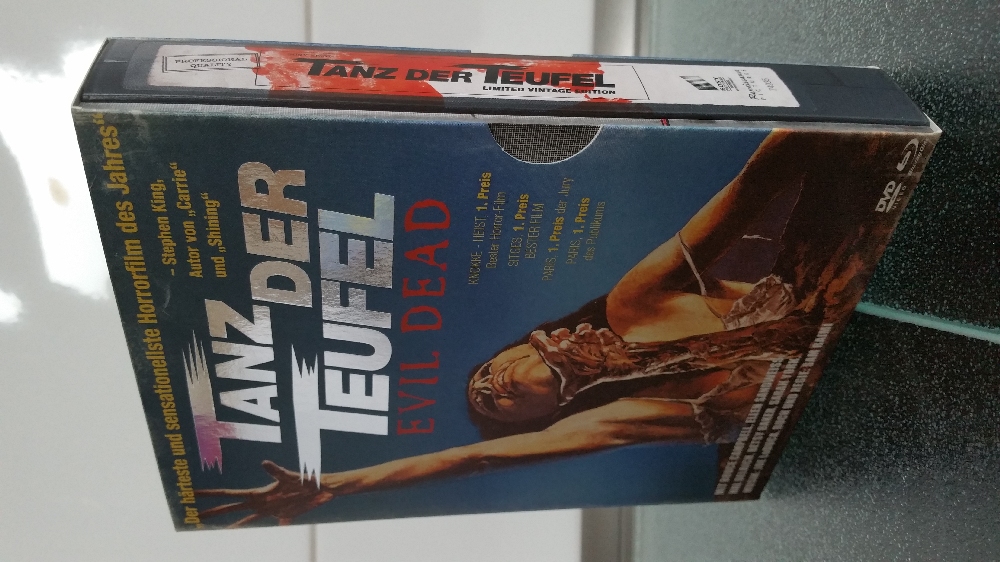 PROFESSIONAL
QUALITY
TANZ DER TEUFEL
LIMITED VINTAGE EDITION
„Der härteste und sensationellste Horrorfilm des Jahres“
– Stephen King,
Autor von „Carrie“
und „Shining“
TANZ
DER
TEUFEL
EVIL DEAD
KNOKKE - HEIST, 1. Preis
Bester Horror-Film
SITGES, 1. Preis
BESTER FILM
PARIS, 1. Preis der Jury
PARIS, 1. Preis
des Publikums
DVD